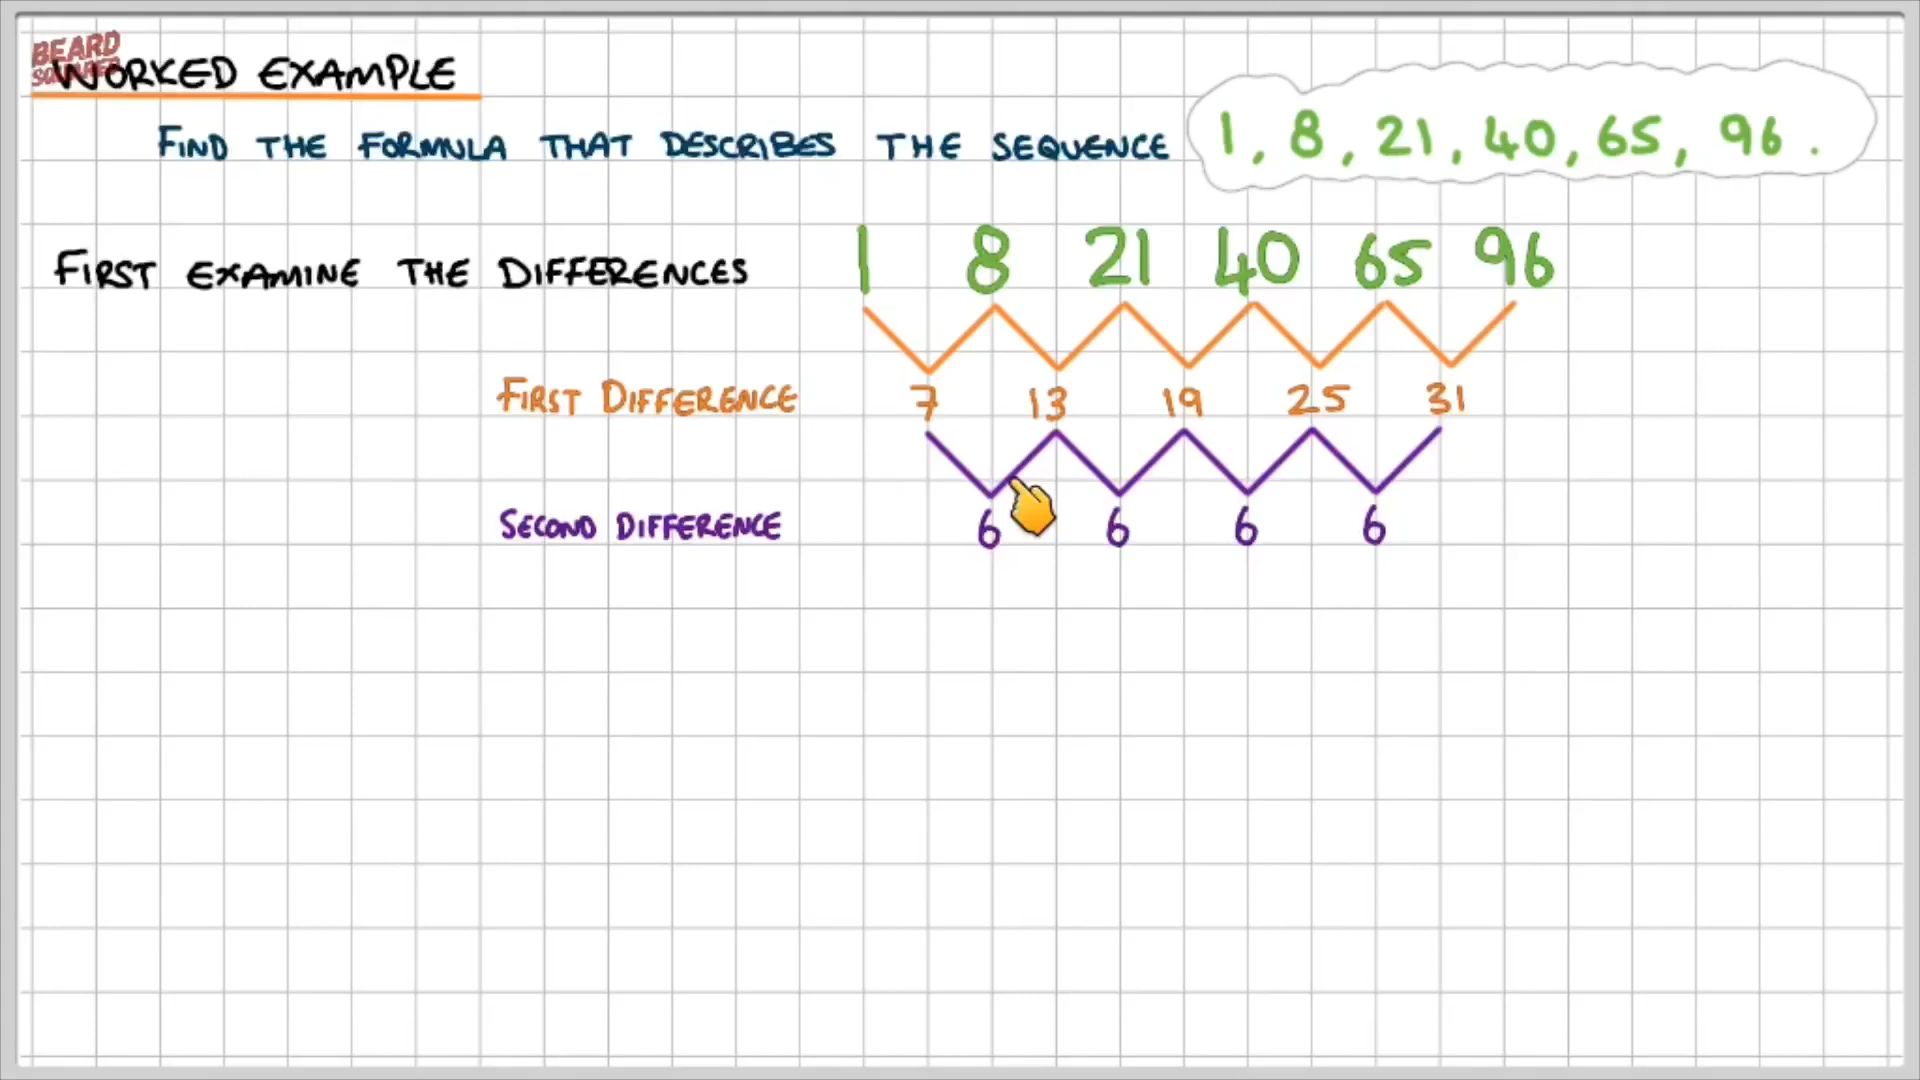 BEARD
SQUARED
WORKED EXAMPLE
FIND THE FORMULA THAT DESCRIBES THE SEQUENCE 1, 8, 21, 40, 65, 96.
FIRST EXAMINE THE DIFFERENCES 1 8 21 40 65 96
FIRST DIFFERENCE 7 13 19 25 31
SECOND DIFFERENCE 6 6 6 6